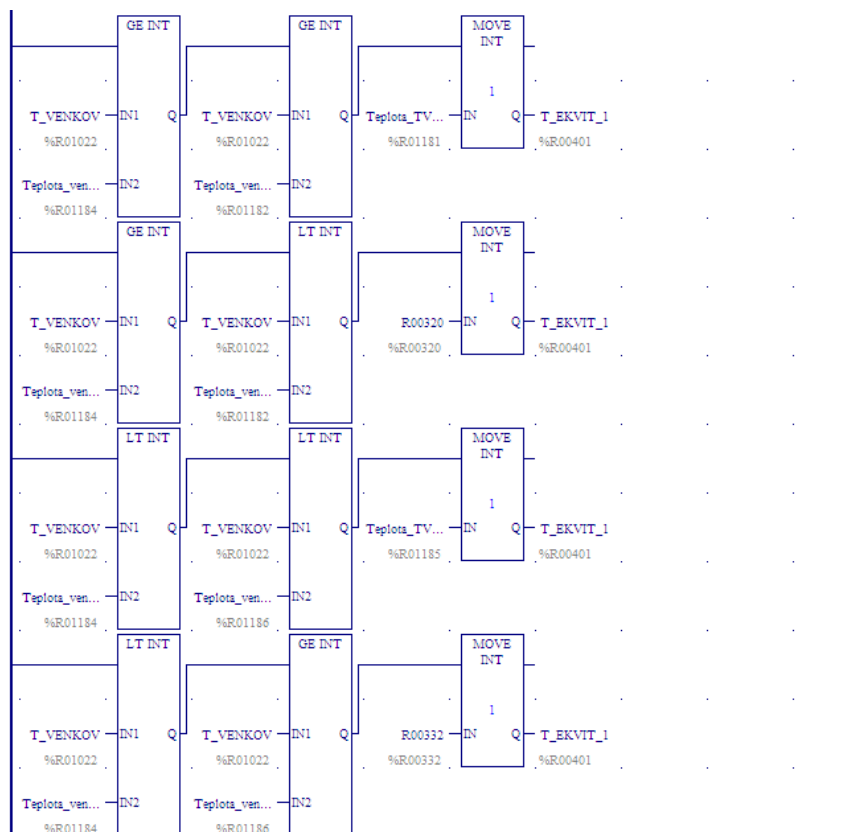 GE INT GE INT MOVE
INT
1
T_VENKOV IN1 Q T_VENKOV IN1 Q Teplota_TV... IN Q T_EKVIT_1
%R01022 %R01022 %R01181 %R00401
Teplota_ven... IN2 Teplota_ven... IN2
%R01184 %R01182
GE INT LT INT MOVE
INT
1
T_VENKOV IN1 Q T_VENKOV IN1 Q R00320 IN Q T_EKVIT_1
%R01022 %R01022 %R00320 %R00401
Teplota_ven... IN2 Teplota_ven... IN2
%R01184 %R01182
LT INT LT INT MOVE
INT
1
T_VENKOV IN1 Q T_VENKOV IN1 Q Teplota_TV... IN Q T_EKVIT_1
%R01022 %R01022 %R01185 %R00401
Teplota_ven... IN2 Teplota_ven... IN2
%R01184 %R01186
LT INT GE INT MOVE
INT
1
T_VENKOV IN1 Q T_VENKOV IN1 Q R00332 IN Q T_EKVIT_1
%R01022 %R01022 %R00332 %R00401
Teplota_ven... IN2 Teplota_ven... IN2
%R01184 %R01186